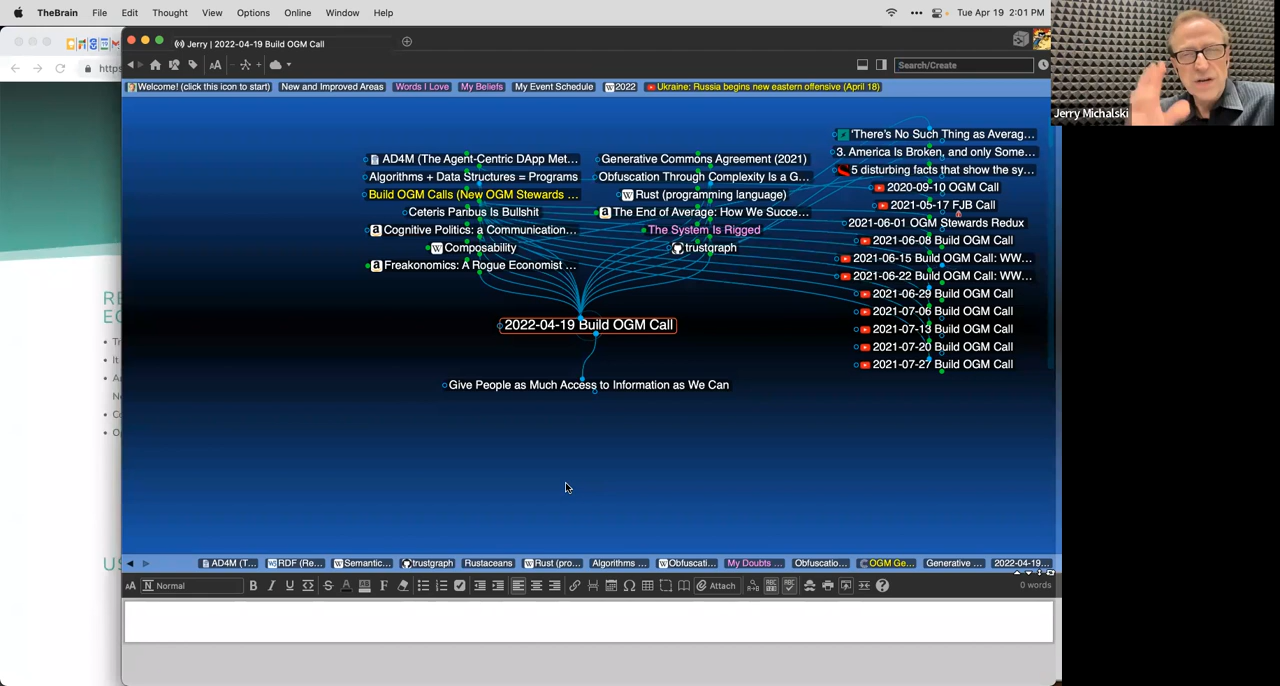 TheBrain File Edit Thought View Options Online Window Help Tue Apr 19 2:01 PM
Jerry | 2022-04-19 Build OGM Call
https
AA Search/Create
Welcome! (click this icon to start) New and Improved Areas Words I Love My Beliefs My Event Schedule 2022 Ukraine: Russia begins new eastern offensive (April 18)
Jerry Michalski
'There's No Such Thing as Averag...
3. America Is Broken, and only Some...
5 disturbing facts that show the sy...
2020-09-10 OGM Call
2021-05-17 FJB Call
2021-06-01 OGM Stewards Redux
2021-06-08 Build OGM Call
2021-06-15 Build OGM Call: WW...
2021-06-22 Build OGM Call: WW...
2021-06-29 Build OGM Call
2021-07-06 Build OGM Call
2021-07-13 Build OGM Call
2021-07-20 Build OGM Call
2021-07-27 Build OGM Call
AD4M (The Agent-Centric DApp Met...
Algorithms + Data Structures = Programs
Build OGM Calls (New OGM Stewards ...
Ceteris Paribus Is Bullshit
Cognitive Politics: a Communication...
Composability
Freakonomics: A Rogue Economist ...
Generative Commons Agreement (2021)
Obfuscation Through Complexity Is a G...
Rust (programming language)
The End of Average: How We Succe...
The System Is Rigged
trustgraph
2022-04-19 Build OGM Call
Give People as Much Access to Information as We Can
AD4M (T... RDF (Re... Semantic... trustgraph Rustaceans Rust (pro... Algorithms ... Obfuscati... My Doubts ... Obfuscatio... OGM Ge... Generative ... 2022-04-19...
AA N Normal B I U S A F Attach ABC ABC 0 words